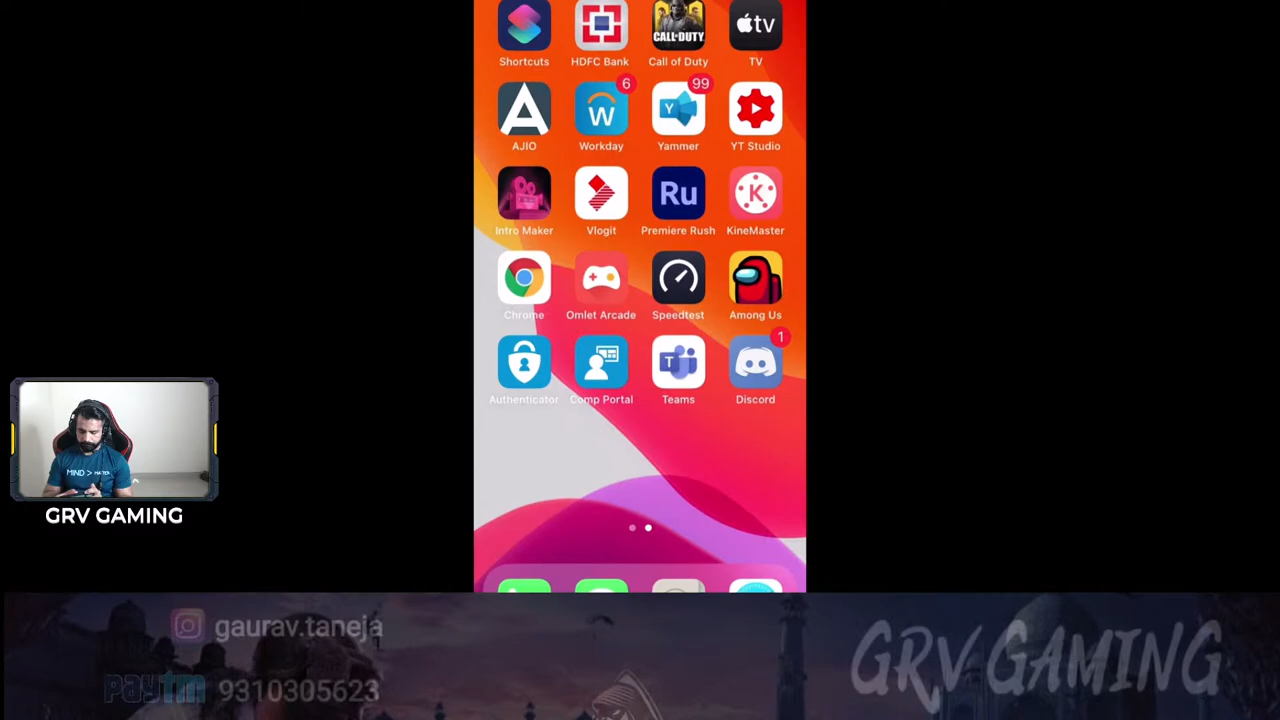 CALL OF DUTY
tv
Shortcuts HDFC Bank Call of Duty TV
6 99
A W Y
AJIO Workday Yammer YT Studio
Ru K
Intro Maker Vlogit Premiere Rush KineMaster
Chrome Omlet Arcade Speedtest Among Us
1
T
Authenticator Comp Portal Teams Discord
MIND > MATTER
GRV GAMING
gaurav.taneja
paytm 9310305623
GRV GAMING